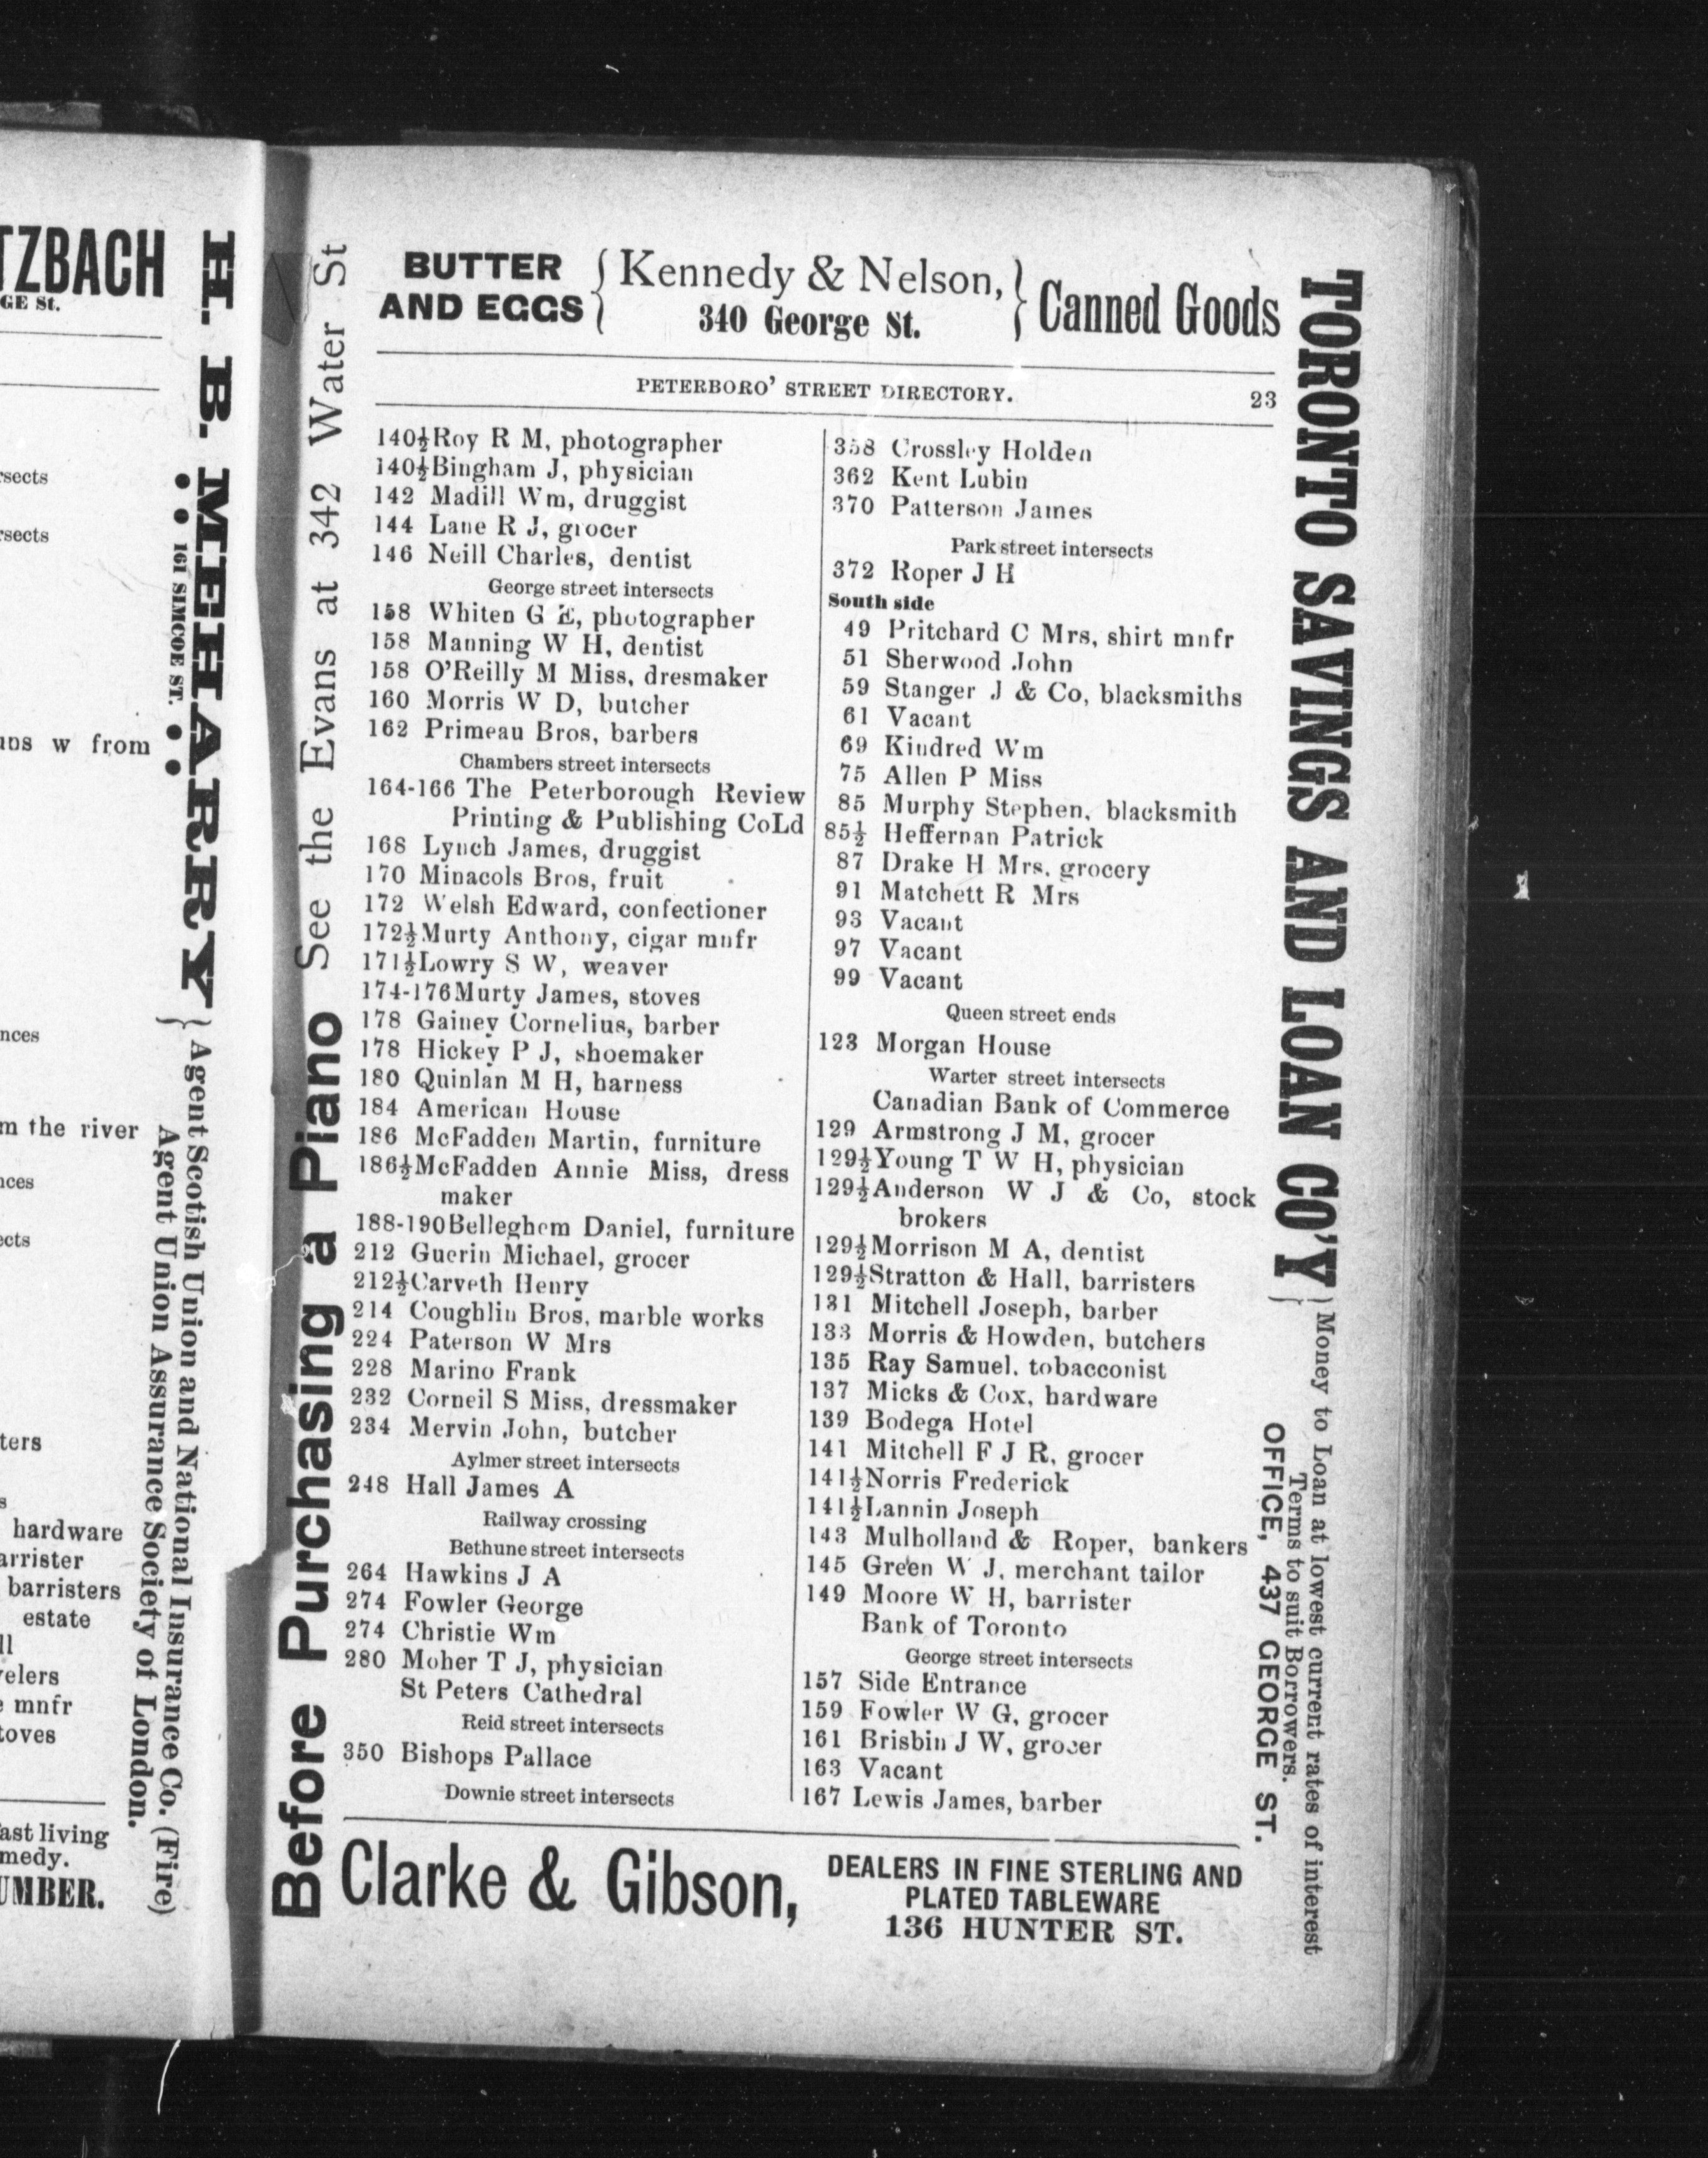 TZBACH
GE St.
rsects
rsects
w from
nces
m the river
nces
ects
ters
s
hardware
arrister
barristers
estate
ll
elers
mnfr
toves
ast living
medy.
UMBER.
H. B. MEHARRY
161 SIMCOE ST.
Agent Scotish Union and National Insurance Co. (Fire)
Agent Union Assurance Society of London.
Before Purchasing a Piano See the Evans at 342 Water St
BUTTER
AND EGGS
Kennedy & Nelson,
340 George St.
Canned Goods
PETERBORO' STREET DIRECTORY. 23
140½ Roy R M, photographer
140½ Bingham J, physician
142 Madill Wm, druggist
144 Lane R J, grocer
146 Neill Charles, dentist
George street intersects
158 Whiten G E, photographer
158 Manning W H, dentist
158 O'Reilly M Miss, dresmaker
160 Morris W D, butcher
162 Primeau Bros, barbers
Chambers street intersects
164-166 The Peterborough Review
Printing & Publishing CoLd
168 Lynch James, druggist
170 Minacols Bros, fruit
172 Welsh Edward, confectioner
172½ Murty Anthony, cigar mnfr
171½ Lowry S W, weaver
174-176 Murty James, stoves
178 Gainey Cornelius, barber
178 Hickey P J, shoemaker
180 Quinlan M H, harness
184 American House
186 McFadden Martin, furniture
186½ McFadden Annie Miss, dress
maker
188-190 Belleghem Daniel, furniture
212 Guerin Michael, grocer
212½ Carveth Henry
214 Coughlin Bros, marble works
224 Paterson W Mrs
228 Marino Frank
232 Corneil S Miss, dressmaker
234 Mervin John, butcher
Aylmer street intersects
248 Hall James A
Railway crossing
Bethune street intersects
264 Hawkins J A
274 Fowler George
274 Christie Wm
280 Moher T J, physician
St Peters Cathedral
Reid street intersects
350 Bishops Pallace
Downie street intersects
358 Crossley Holden
362 Kent Lubin
370 Patterson James
Park street intersects
372 Roper J H
South side
49 Pritchard C Mrs, shirt mnfr
51 Sherwood John
59 Stanger J & Co, blacksmiths
61 Vacant
69 Kindred Wm
75 Allen P Miss
85 Murphy Stephen, blacksmith
85½ Heffernan Patrick
87 Drake H Mrs, grocery
91 Matchett R Mrs
93 Vacant
97 Vacant
99 Vacant
Queen street ends
123 Morgan House
Warter street intersects
Canadian Bank of Commerce
129 Armstrong J M, grocer
129½ Young T W H, physician
129½ Anderson W J & Co, stock
brokers
129½ Morrison M A, dentist
129½ Stratton & Hall, barristers
131 Mitchell Joseph, barber
133 Morris & Howden, butchers
135 Ray Samuel, tobacconist
137 Micks & Cox, hardware
139 Bodega Hotel
141 Mitchell F J R, grocer
141½ Norris Frederick
141½ Lannin Joseph
143 Mulholland & Roper, bankers
145 Green W J, merchant tailor
149 Moore W H, barrister
Bank of Toronto
George street intersects
157 Side Entrance
159 Fowler W G, grocer
161 Brisbin J W, grocer
163 Vacant
167 Lewis James, barber
Clarke & Gibson,
DEALERS IN FINE STERLING AND
PLATED TABLEWARE
136 HUNTER ST.
TORONTO SAVINGS AND LOAN CO'Y
Money to Loan at lowest current rates of interest
Terms to suit Borrowers.
OFFICE, 437 GEORGE ST.